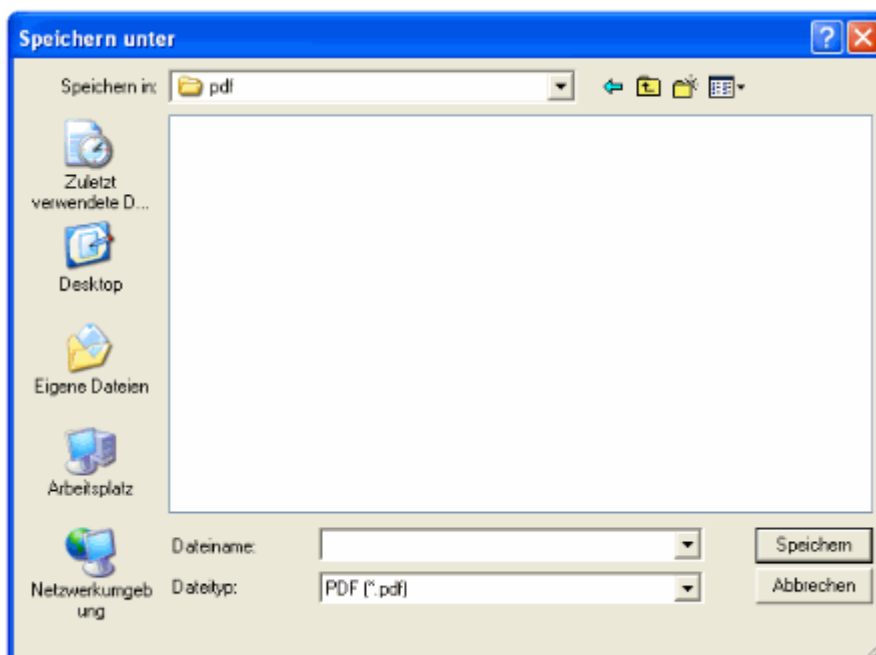 Speichern unter
Speichern in:
pdf
Zuletzt
verwendete D...
Desktop
Eigene Dateien
Arbeitsplatz
Netzwerkumgeb
ung
Dateiname:
Speichern
Dateityp:
PDF (*.pdf)
Abbrechen